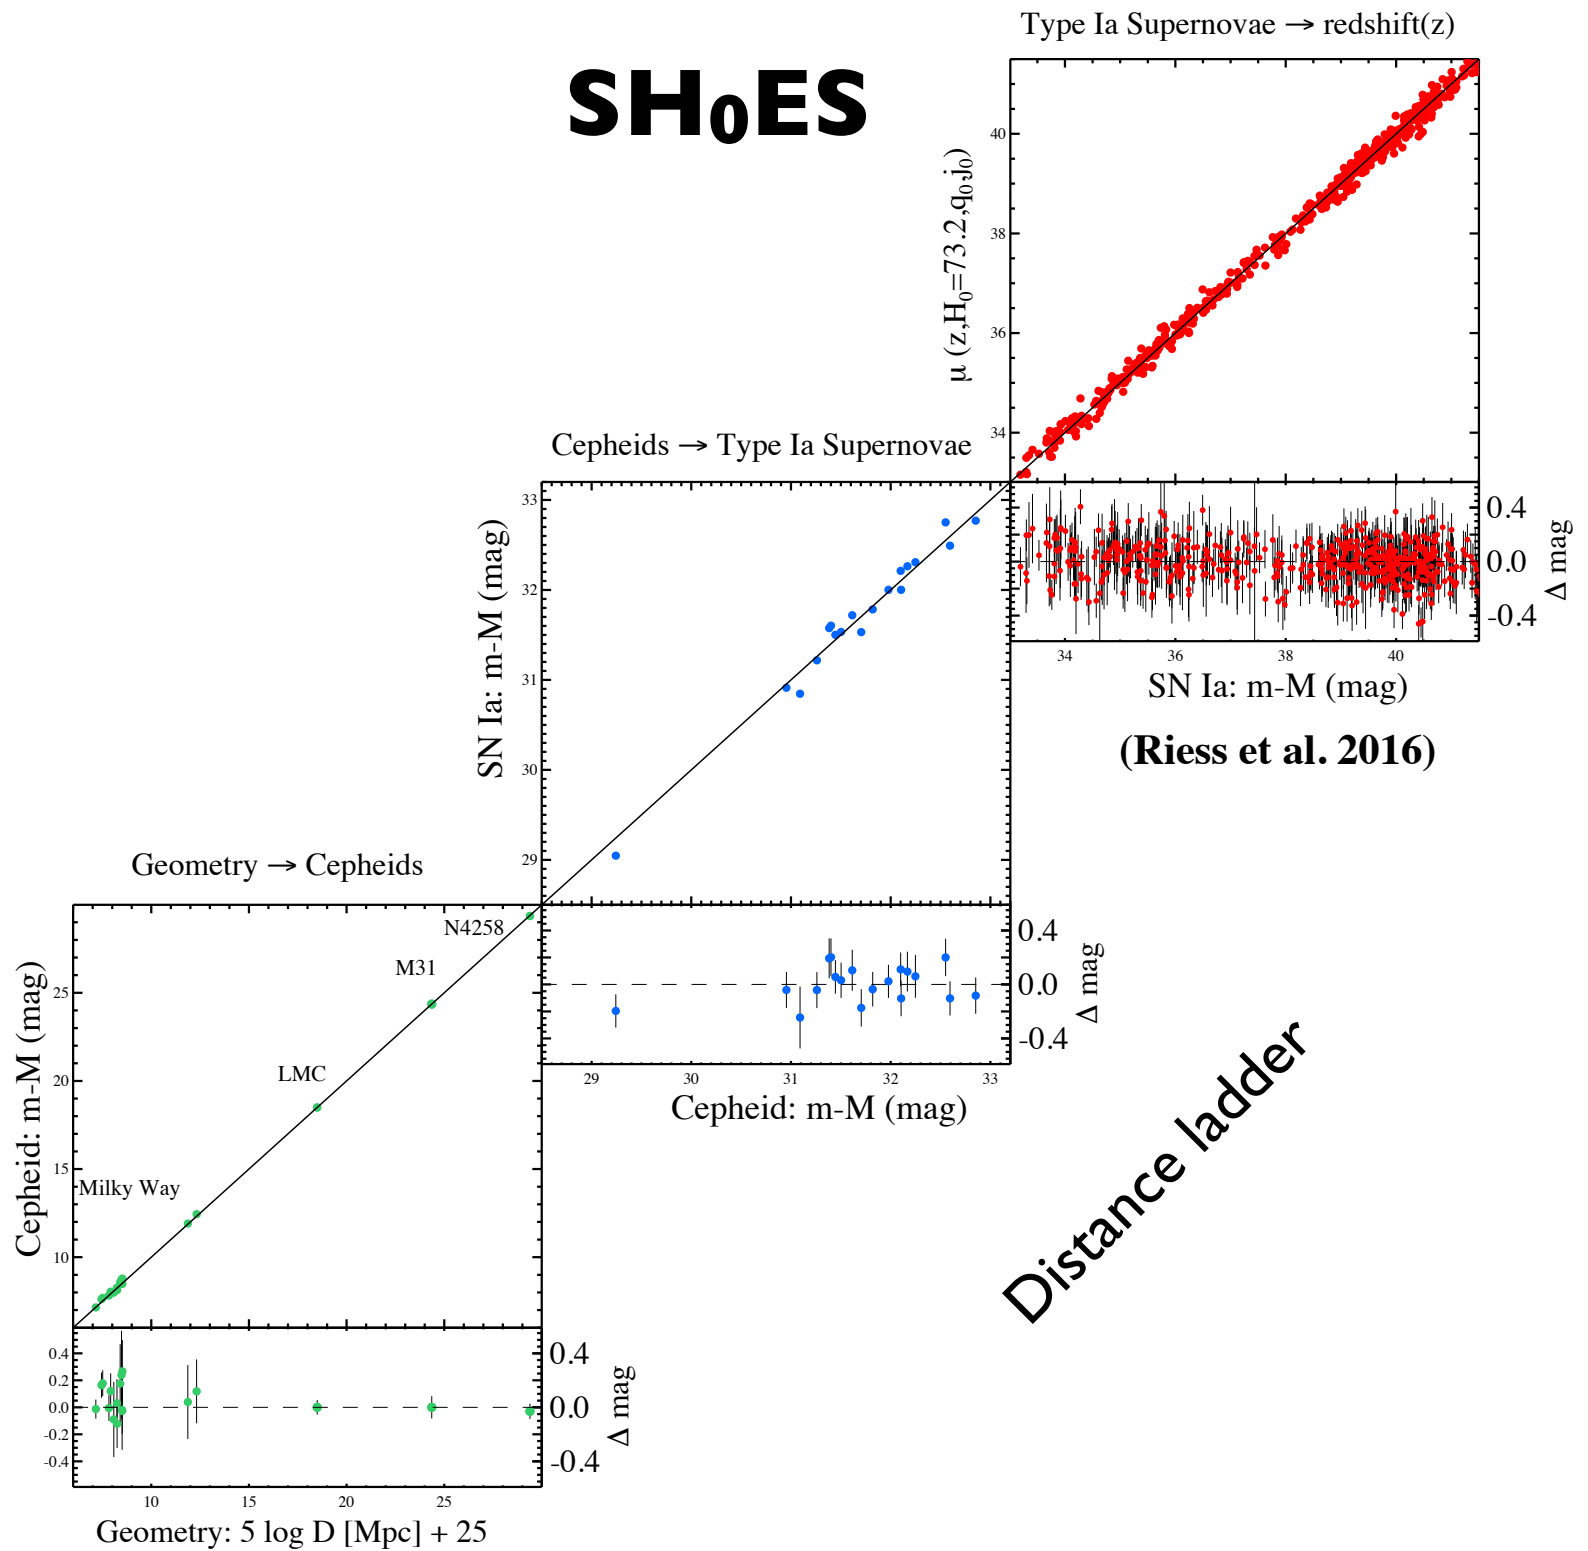 Type Ia Supernovae → redshift(z)
SH₀ES
40
38
36
34
μ (z,H₀=73.2,q₀,j₀)
0.4
0.0
-0.4
Δ mag
34 36 38 40
SN Ia: m-M (mag)
(Riess et al. 2016)
Cepheids → Type Ia Supernovae
33
32
31
30
29
SN Ia: m-M (mag)
0.4
0.0
-0.4
Δ mag
29 30 31 32 33
Cepheid: m-M (mag)
Geometry → Cepheids
N4258
M31
LMC
Milky Way
25
20
15
10
Cepheid: m-M (mag)
0.4
0.2
0.0
-0.2
-0.4
0.4
0.0
-0.4
Δ mag
10 15 20 25
Geometry: 5 log D [Mpc] + 25
Distance ladder